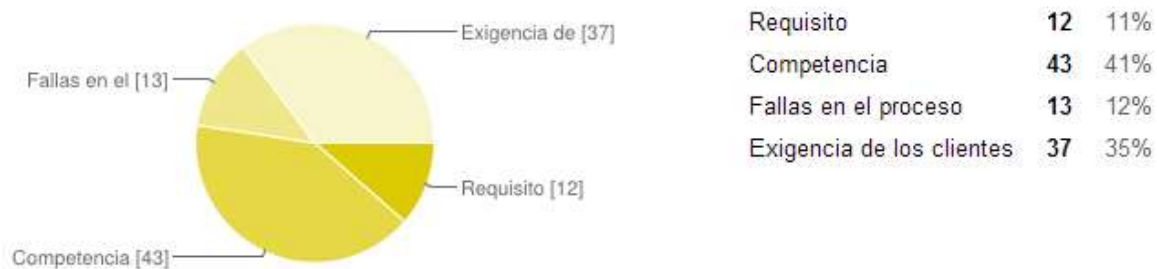 Exigencia de [37]
Fallas en el [13]
Requisito [12]
Competencia [43]
Requisito 12 11%
Competencia 43 41%
Fallas en el proceso 13 12%
Exigencia de los clientes 37 35%